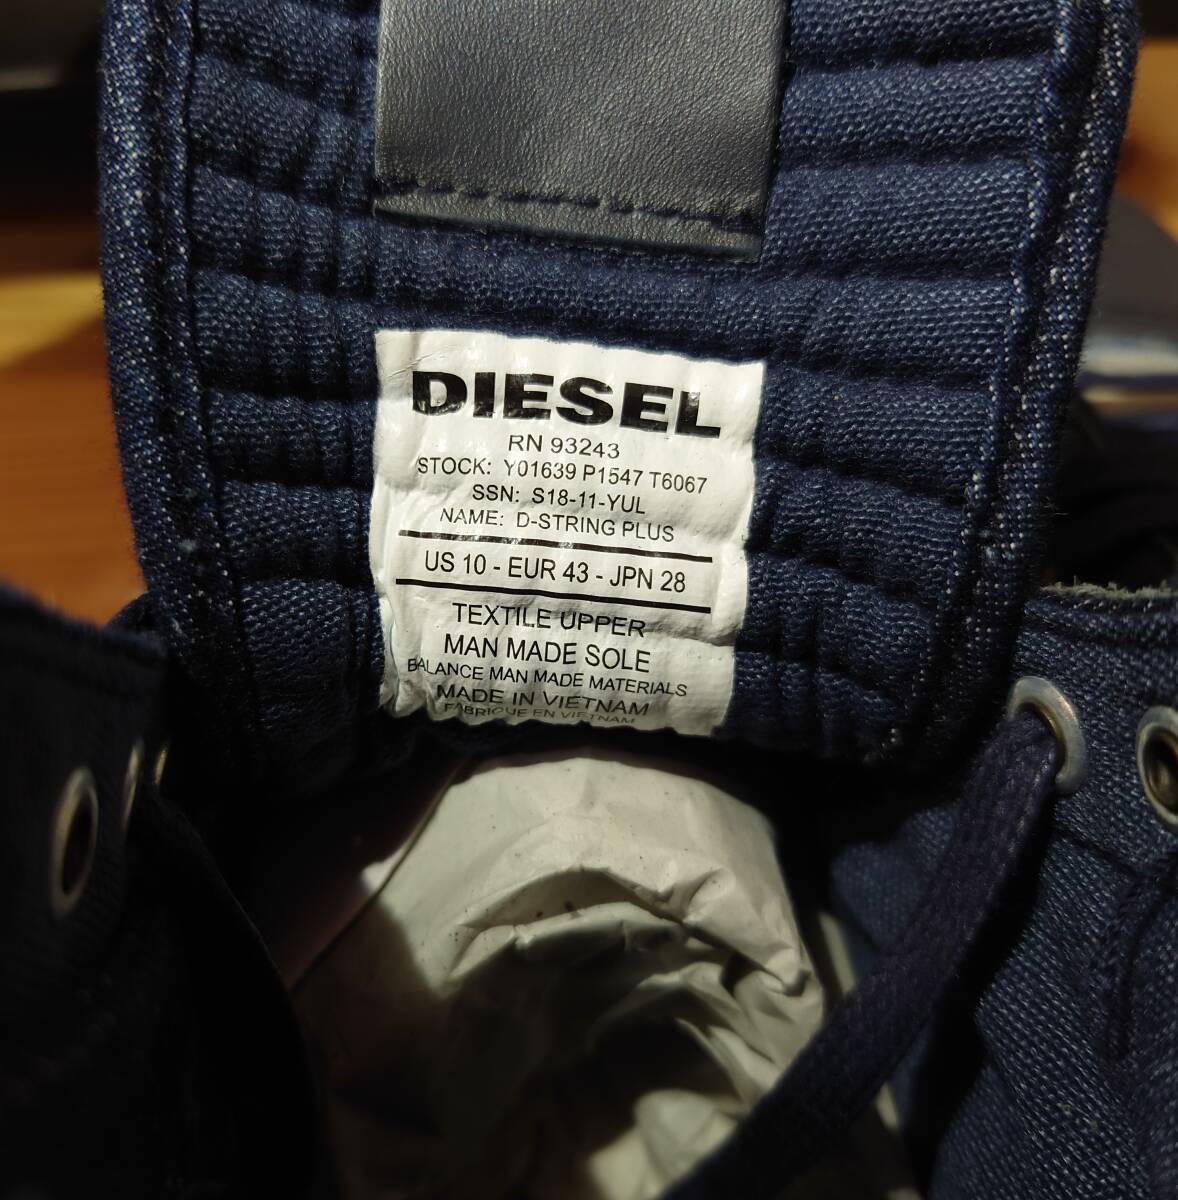 DIESEL
RN 93243
STOCK: Y01639 P1547 T6067
SSN: S18-11-YUL
NAME: D-STRING PLUS
US 10 - EUR 43 - JPN 28
TEXTILE UPPER
MAN MADE SOLE
BALANCE MAN MADE MATERIALS
MADE IN VIETNAM
FABRIQUE EN VIETNAM